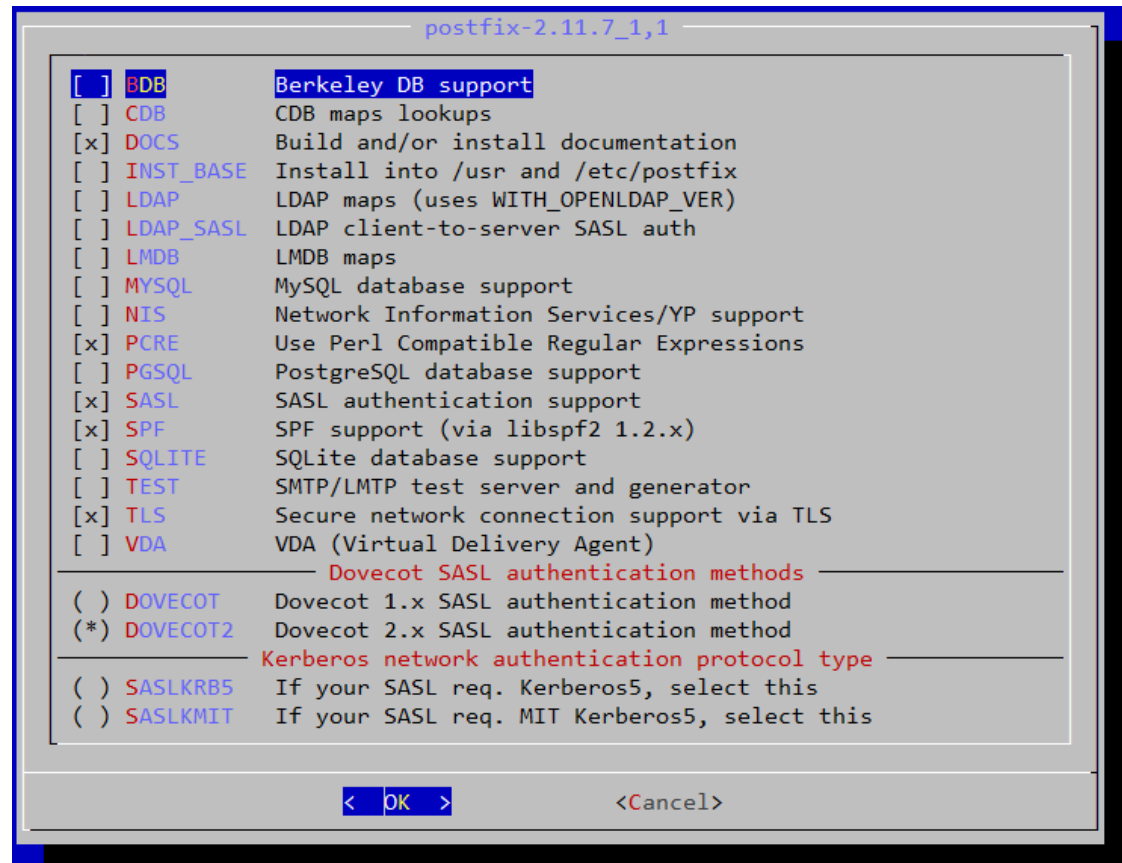 postfix-2.11.7_1,1
[ ] BDB Berkeley DB support
[ ] CDB CDB maps lookups
[x] DOCS Build and/or install documentation
[ ] INST_BASE Install into /usr and /etc/postfix
[ ] LDAP LDAP maps (uses WITH_OPENLDAP_VER)
[ ] LDAP_SASL LDAP client-to-server SASL auth
[ ] LMDB LMDB maps
[ ] MYSQL MySQL database support
[ ] NIS Network Information Services/YP support
[x] PCRE Use Perl Compatible Regular Expressions
[ ] PGSQL PostgreSQL database support
[x] SASL SASL authentication support
[x] SPF SPF support (via libspf2 1.2.x)
[ ] SQLITE SQLite database support
[ ] TEST SMTP/LMTP test server and generator
[x] TLS Secure network connection support via TLS
[ ] VDA VDA (Virtual Delivery Agent)
Dovecot SASL authentication methods
( ) DOVECOT Dovecot 1.x SASL authentication method
(*) DOVECOT2 Dovecot 2.x SASL authentication method
Kerberos network authentication protocol type
( ) SASLKRB5 If your SASL req. Kerberos5, select this
( ) SASLKMIT If your SASL req. MIT Kerberos5, select this
< OK > <Cancel>